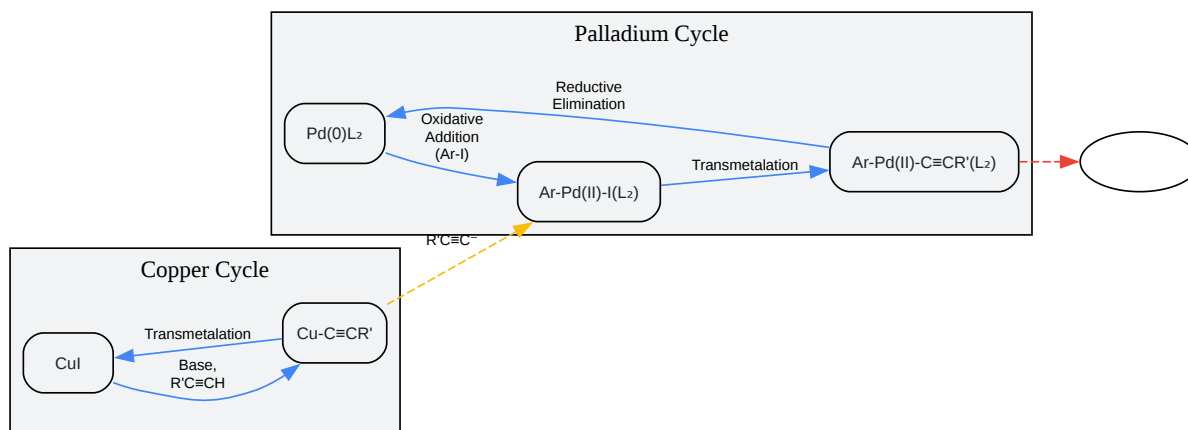 Palladium Cycle
Reductive
Elimination
Oxidative
Addition
(Ar-I)
Pd(0)L₂
Ar-Pd(II)-C≡CR'(L₂)
Transmetalation
Ar-Pd(II)-I(L₂)
R'C≡C⁻
Copper Cycle
Transmetalation
Cu-C≡CR'
CuI
Base,
R'C≡CH